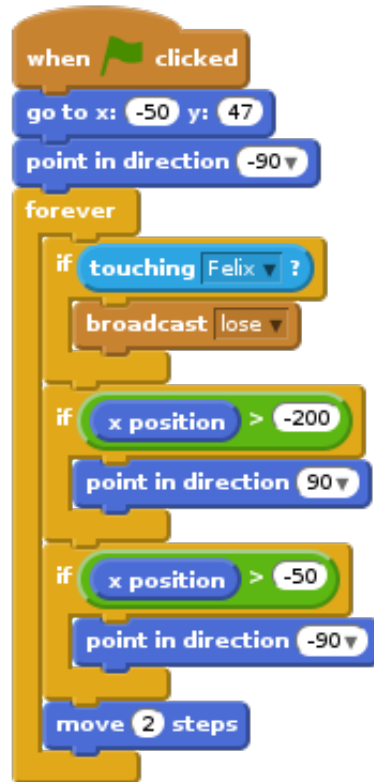 when clicked
go to x: -50 y: 47
point in direction -90
forever
if touching Felix ?
broadcast lose
if x position > -200
point in direction 90
if x position > -50
point in direction -90
move 2 steps